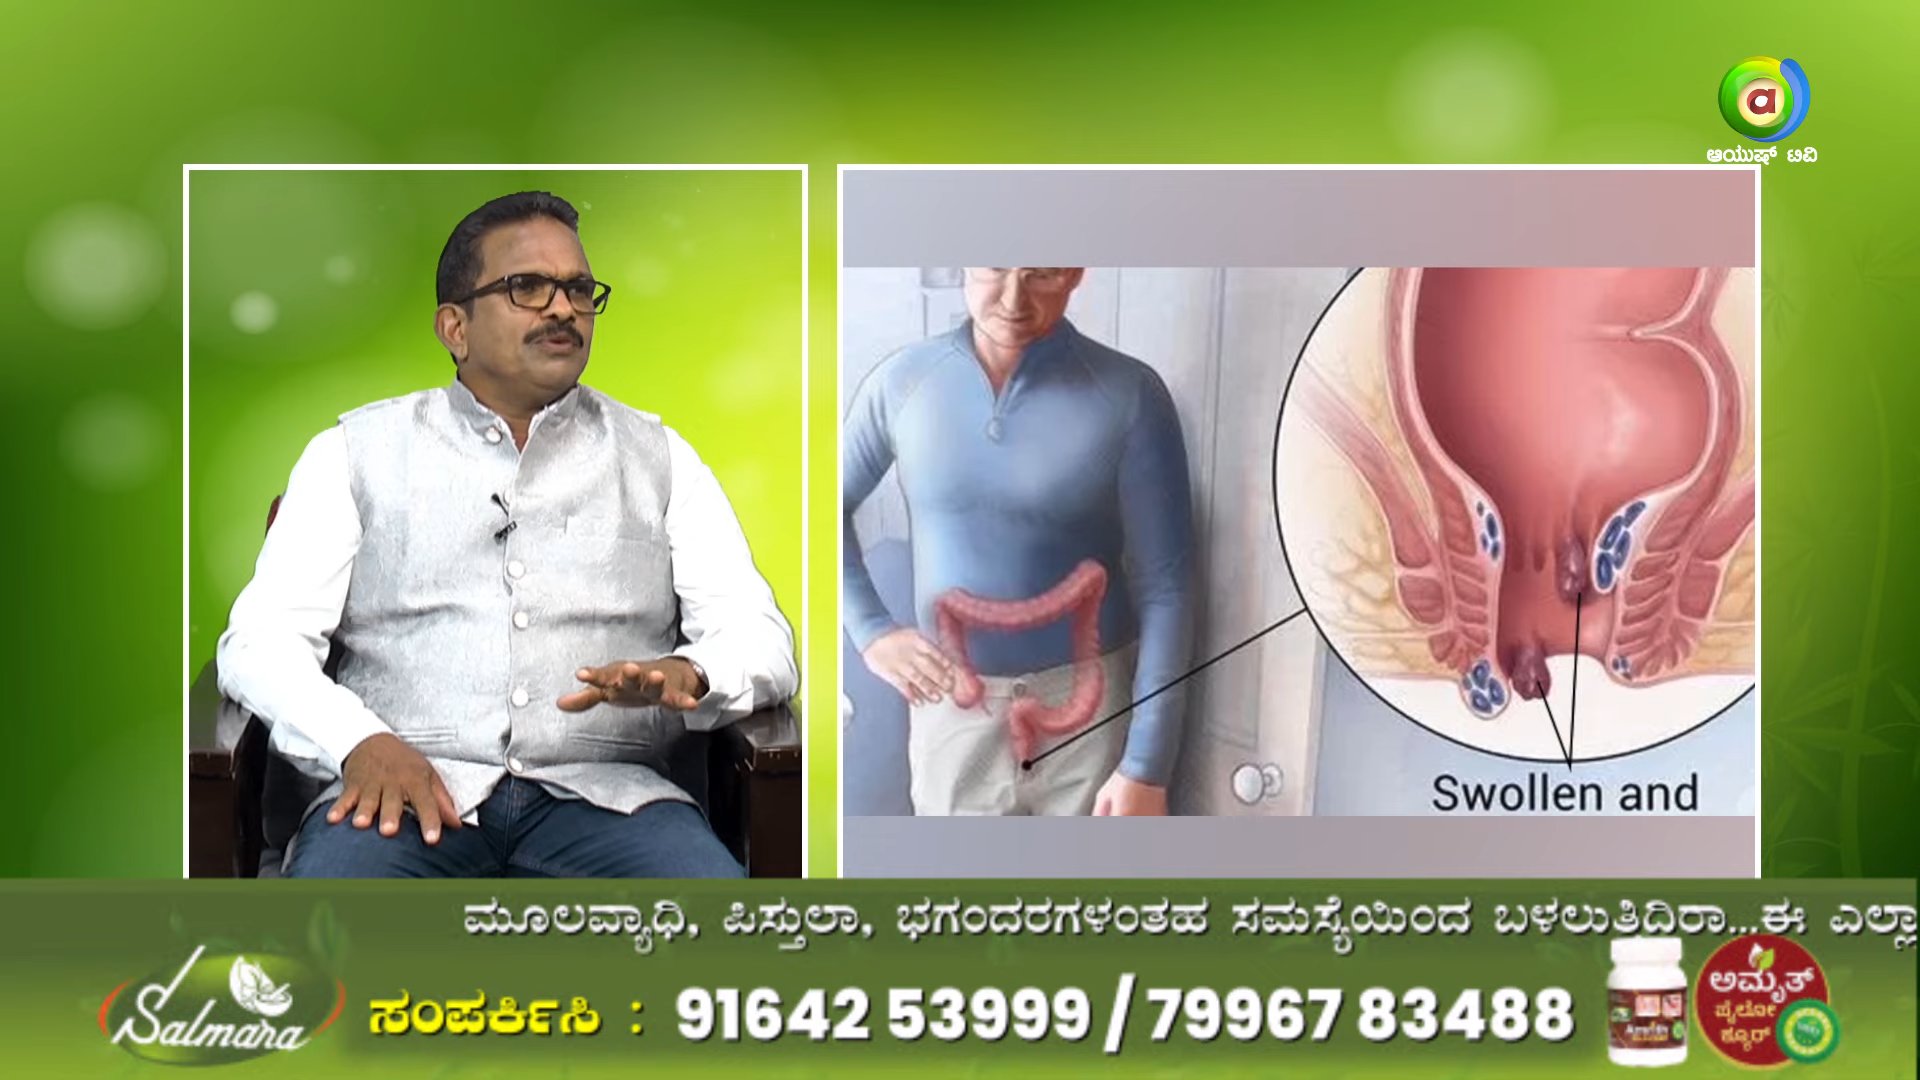 a
ಆಯುಷ್ ಟಿವಿ
Swollen and
ಮೂಲವ್ಯಾಧಿ, ಪಿಸ್ತುಲಾ, ಭಗಂದರಗಳಂತಹ ಸಮಸ್ಯೆಯಿಂದ ಬಳಲುತಿದಿರಾ...ಈ ಎಲ್ಲಾ
Salmara
ಸಂಪರ್ಕಿಸಿ : 91642 53999 / 79967 83488
ಅಮೃತ್
ಪೈಲೋ
ಕ್ಯೂರ್